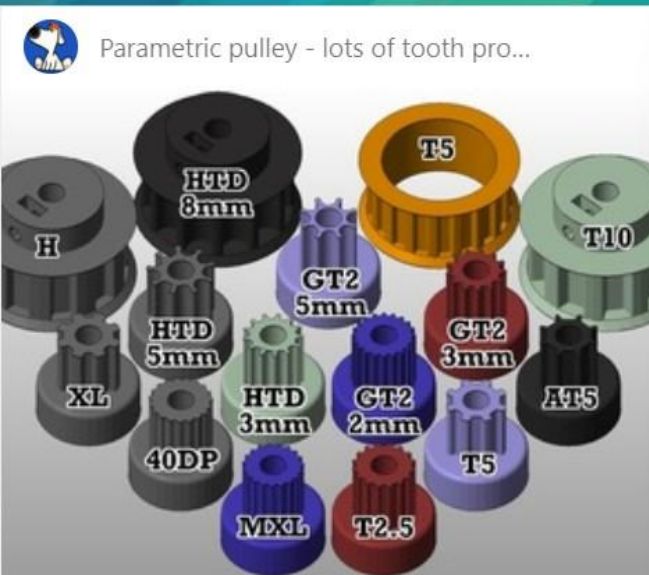 Parametric pulley - lots of tooth pro...
T5
HTD
8mm
H
T10
GT2
5mm
HTD
5mm
GT2
3mm
XL
HTD
3mm
GT2
2mm
AT5
40DP
T5
MXL
T2.5